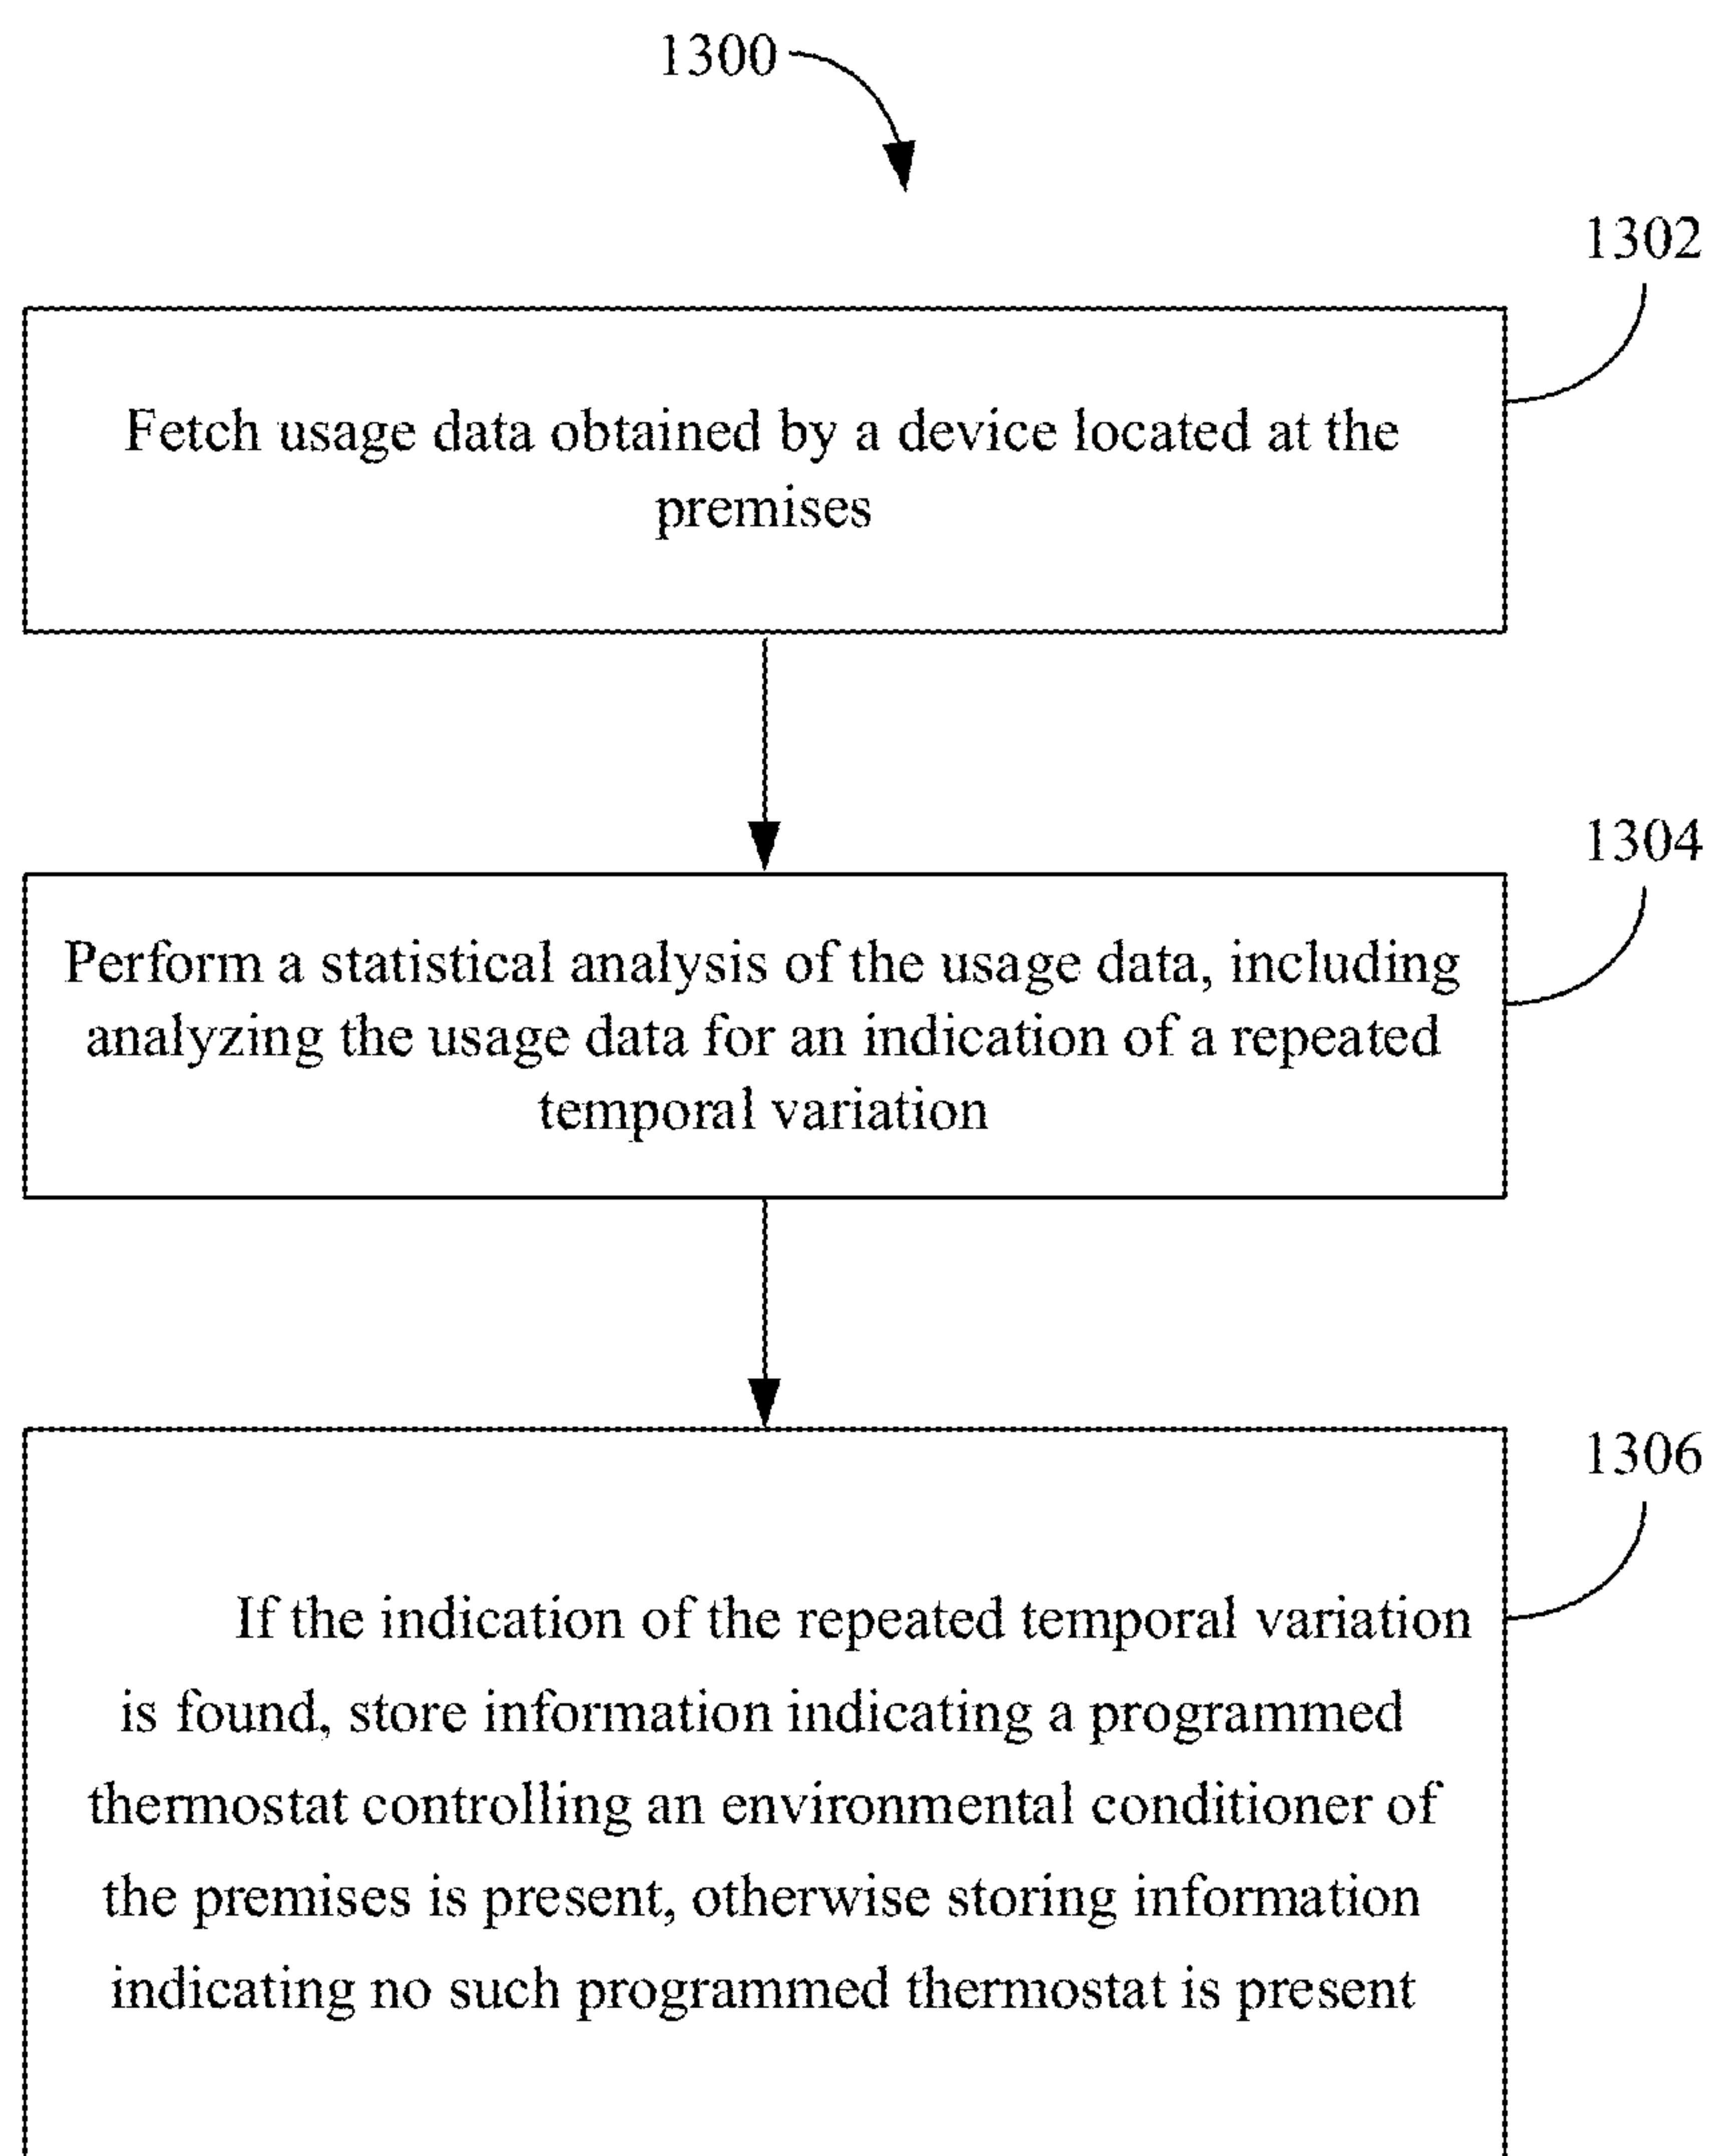 1300
1302
Fetch usage data obtained by a device located at the
premises
1304
Perform a statistical analysis of the usage data, including
analyzing the usage data for an indication of a repeated
temporal variation
1306
If the indication of the repeated temporal variation
is found, store information indicating a programmed
thermostat controlling an environmental conditioner of
the premises is present, otherwise storing information
indicating no such programmed thermostat is present